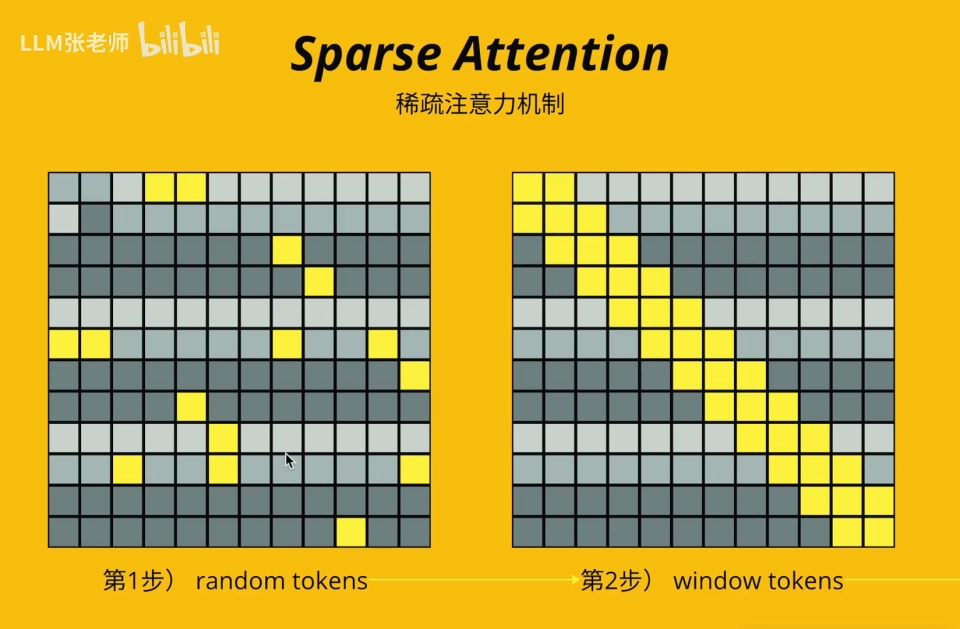 LLM张老师 bilibili
Sparse Attention
稀疏注意力机制
第1步） random tokens
第2步） window tokens